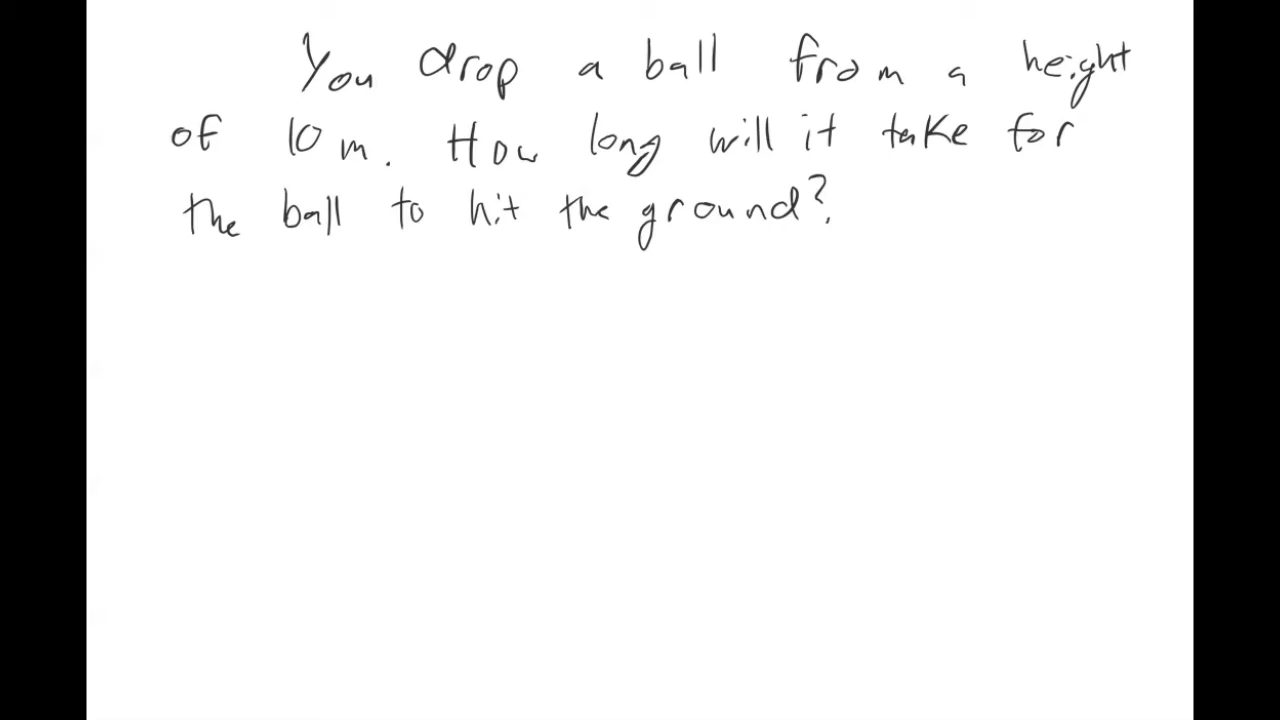 You drop a ball from a height
of 10 m. How long will it take for
the ball to hit the ground?